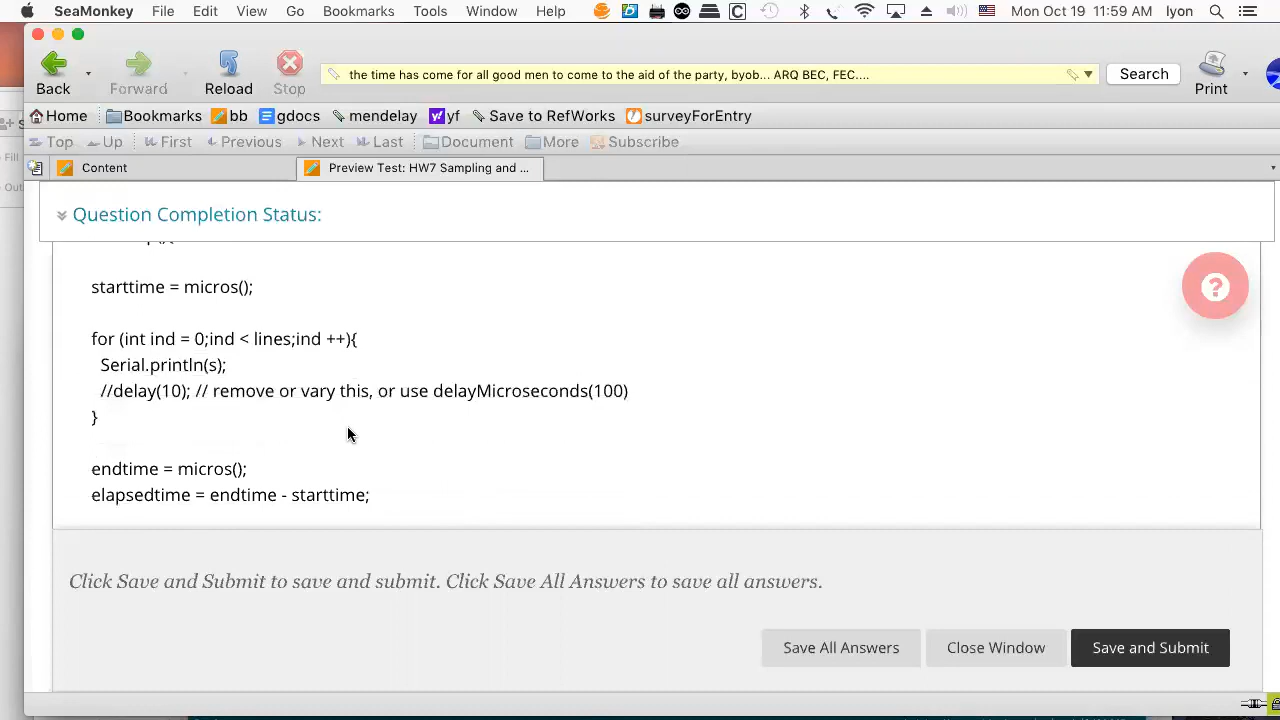 SeaMonkey File Edit View Go Bookmarks Tools Window Help Mon Oct 19 11:59 AM lyon
Back Forward Reload Stop the time has come for all good men to come to the aid of the party, byob... ARQ BEC, FEC.... Search Print
Home Bookmarks bb gdocs mendelay yf Save to RefWorks surveyForEntry
Top Up First Previous Next Last Document More Subscribe
Content Preview Test: HW7 Sampling and ...
Question Completion Status:
starttime = micros();
for (int ind = 0;ind < lines;ind ++){
Serial.println(s);
//delay(10); // remove or vary this, or use delayMicroseconds(100)
}
endtime = micros();
elapsedtime = endtime - starttime;
Click Save and Submit to save and submit. Click Save All Answers to save all answers.
Save All Answers Close Window Save and Submit